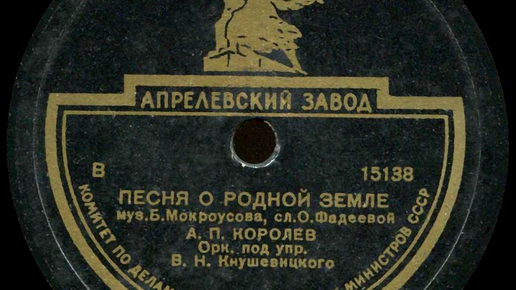 АПРЕЛЕВСКИЙ ЗАВОД
В 15138
ПЕСНЯ О РОДНОЙ ЗЕМЛЕ
муз.Б.Мокроусова, сл.О.Фадеевой
А. П. КОРОЛЕВ
Орк. под упр.
В. Н. Кнушевицкого
КОМИТЕТ ПО ДЕЛАМ
МИНИСТРОВ СССР